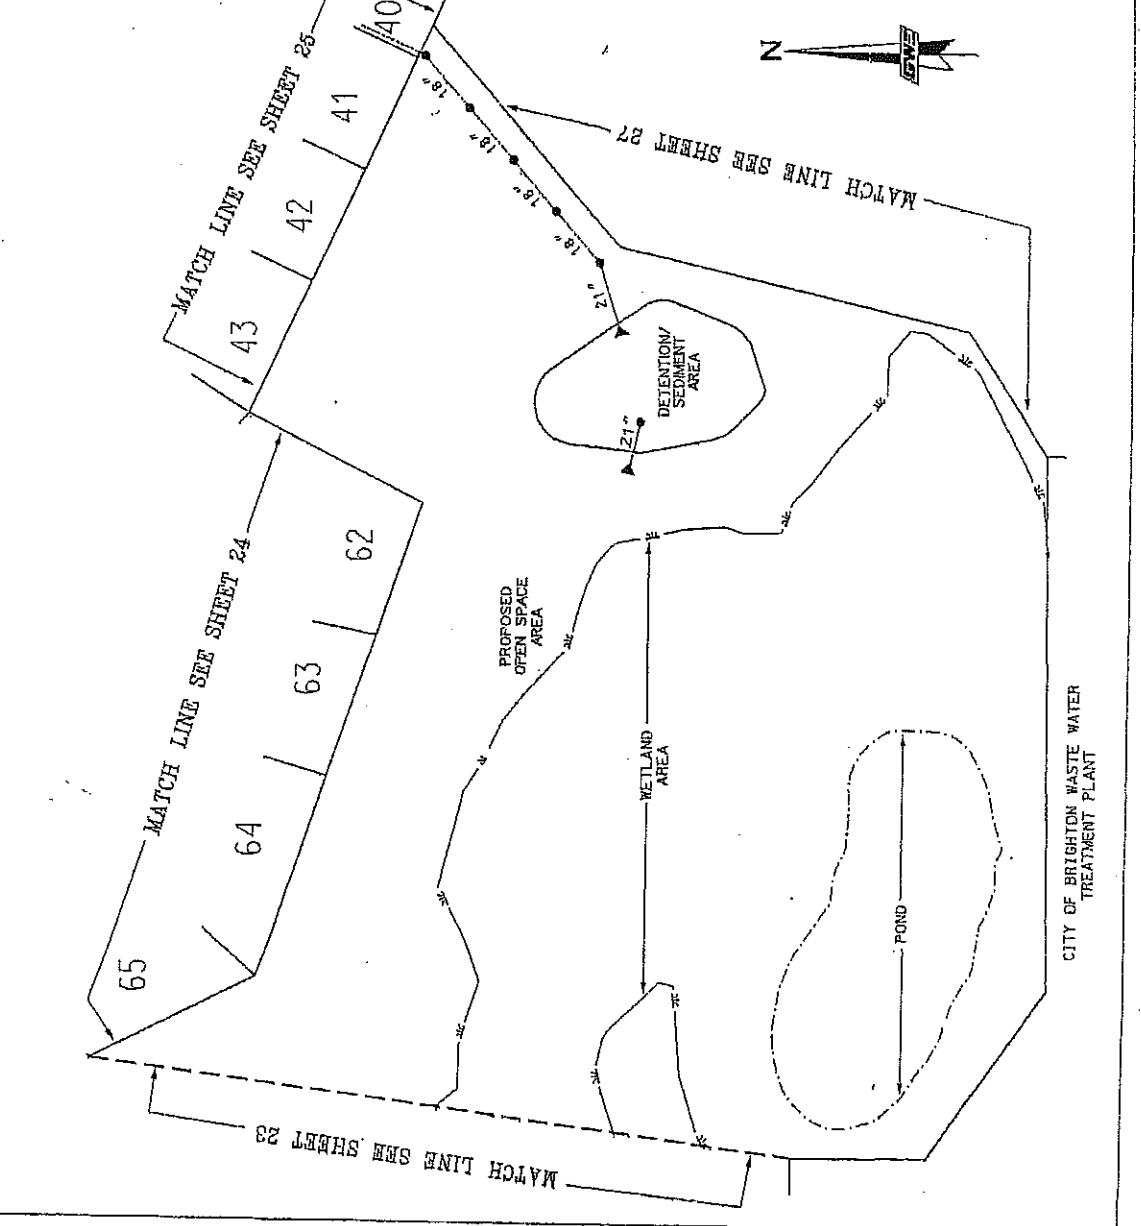 40
MATCH LINE SEE SHEET 25
41
42
43
18"
18"
18"
18"
21"
N
GWE
MATCH LINE SEE SHEET 27
DETENTION/
SEDIMENT
AREA
21"
MATCH LINE SEE SHEET 24
62
63
64
65
PROPOSED
OPEN SPACE
AREA
WETLAND
AREA
POND
CITY OF BRIGHTON WASTE WATER
TREATMENT PLANT
MATCH LINE SEE SHEET 23